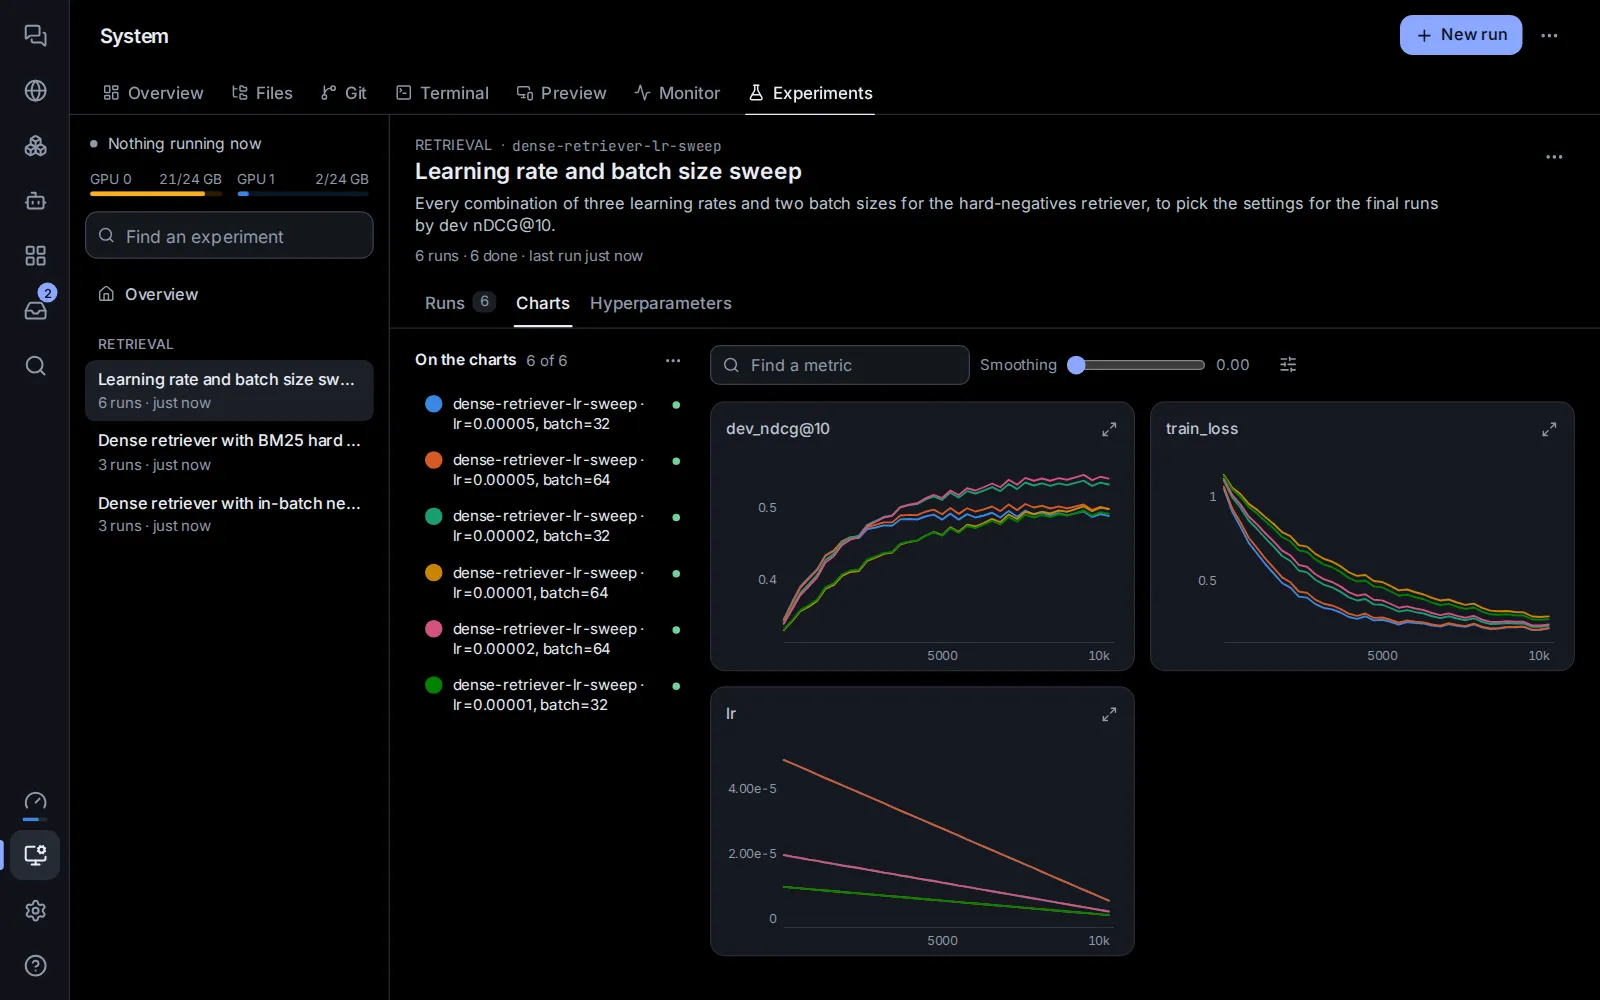 System
New run
Overview
Files
Git
Terminal
Preview
Monitor
Experiments
2
Nothing running now
GPU 0 21/24 GB GPU 1 2/24 GB
Find an experiment
Overview
RETRIEVAL
Learning rate and batch size sw...
6 runs · just now
Dense retriever with BM25 hard ...
3 runs · just now
Dense retriever with in-batch ne...
3 runs · just now
RETRIEVAL · dense-retriever-lr-sweep
Learning rate and batch size sweep
Every combination of three learning rates and two batch sizes for the hard-negatives retriever, to pick the settings for the final runs
by dev nDCG@10.
6 runs · 6 done · last run just now
Runs 6 Charts Hyperparameters
On the charts 6 of 6
dense-retriever-lr-sweep ·
lr=0.00005, batch=32
dense-retriever-lr-sweep ·
lr=0.00005, batch=64
dense-retriever-lr-sweep ·
lr=0.00002, batch=32
dense-retriever-lr-sweep ·
lr=0.00001, batch=64
dense-retriever-lr-sweep ·
lr=0.00002, batch=64
dense-retriever-lr-sweep ·
lr=0.00001, batch=32
Find a metric
Smoothing 0.00
dev_ndcg@10
0.5
0.4
5000 10k
train_loss
1
0.5
5000 10k
lr
4.00e-5
2.00e-5
0
5000 10k